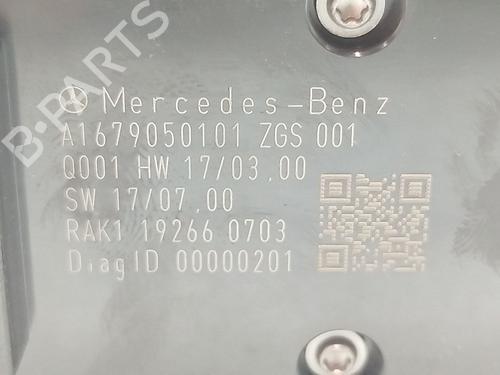 B-PARTS
Mercedes-Benz
A1679050101 ZGS 001
Q001 HW 17/03,00
SW 17/07,00
RAK1 19266 0703
DiagID 00000201